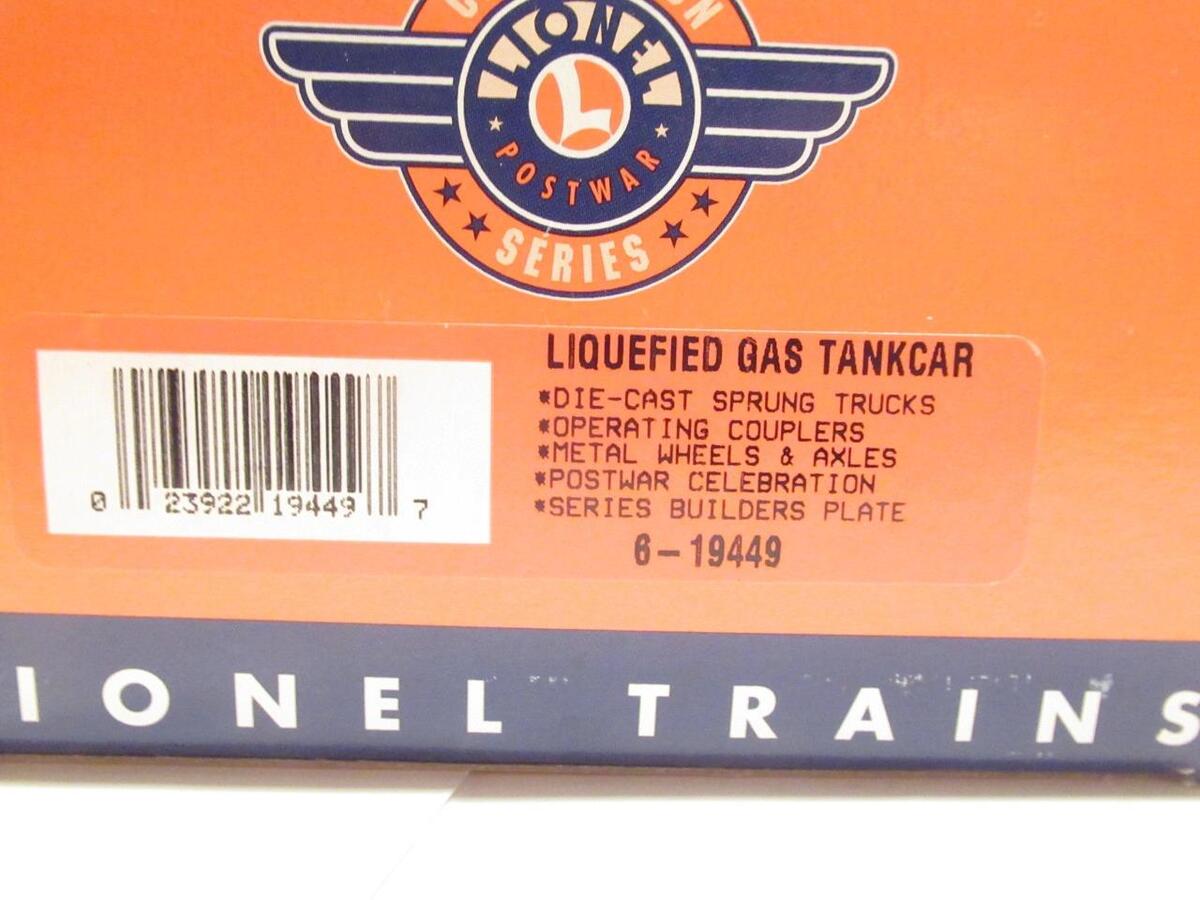 LIONEL
POSTWAR
SERIES
LIQUEFIED GAS TANKCAR
*DIE-CAST SPRUNG TRUCKS
*OPERATING COUPLERS
*METAL WHEELS & AXLES
*POSTWAR CELEBRATION
*SERIES BUILDERS PLATE
6-19449
0 23922 19449 7
IONEL TRAINS